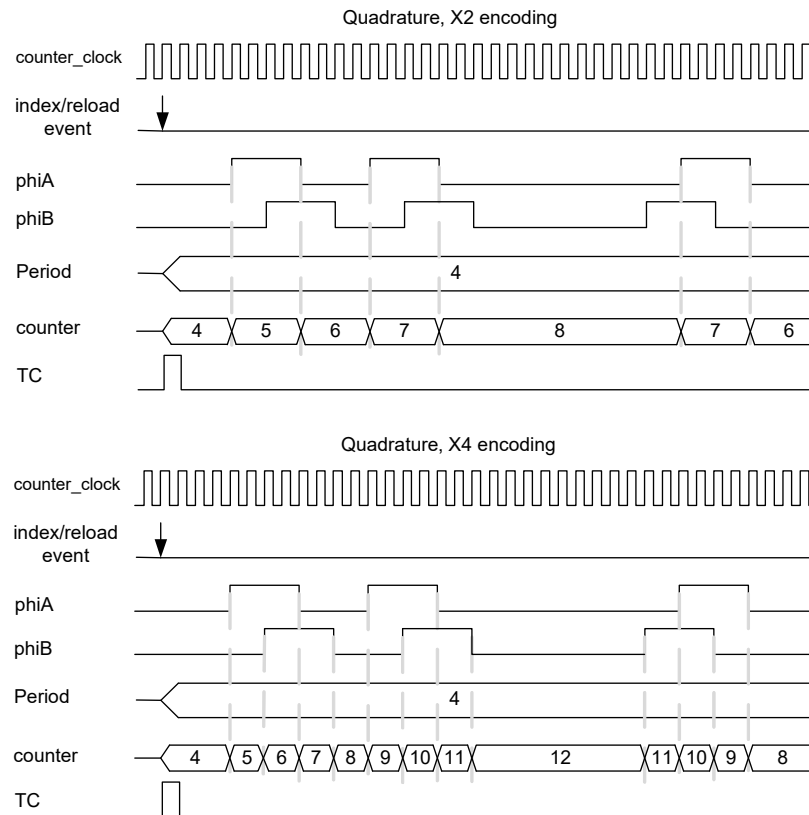 Quadrature, X2 encoding
counter_clock
index/reload
event
phiA
phiB
Period
4
counter
4 5 6 7 8 7 6
TC
Quadrature, X4 encoding
counter_clock
index/reload
event
phiA
phiB
Period
4
counter
4 5 6 7 8 9 10 11 12 11 10 9 8
TC